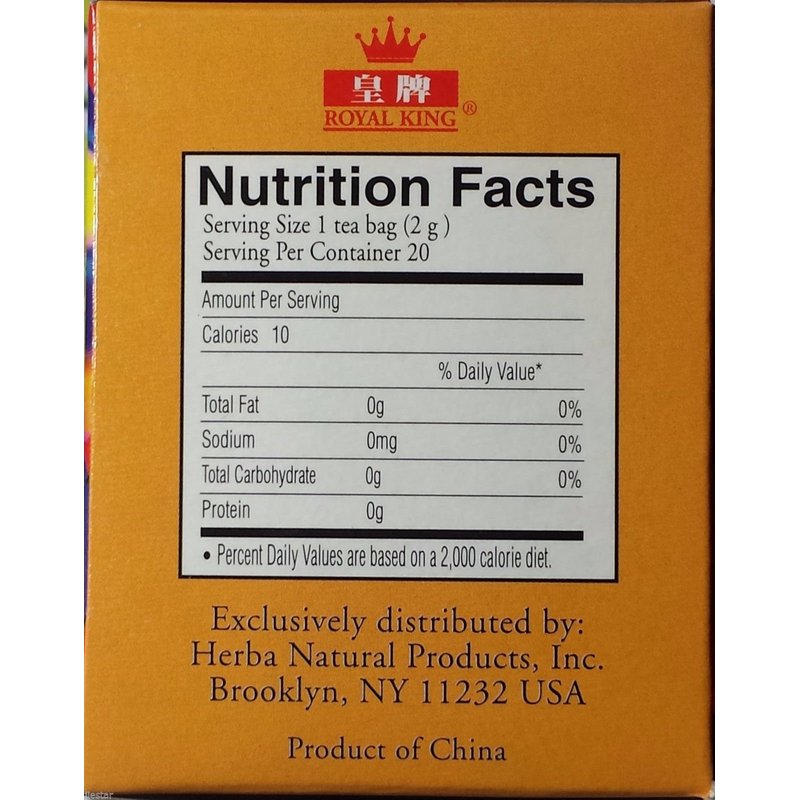 皇牌
ROYAL KING®
Nutrition Facts
Serving Size 1 tea bag (2 g )
Serving Per Container 20
Amount Per Serving
Calories 10
% Daily Value*
Total Fat 0g 0%
Sodium 0mg 0%
Total Carbohydrate 0g 0%
Protein 0g
• Percent Daily Values are based on a 2,000 calorie diet.
Exclusively distributed by:
Herba Natural Products, Inc.
Brooklyn, NY 11232 USA
Product of China